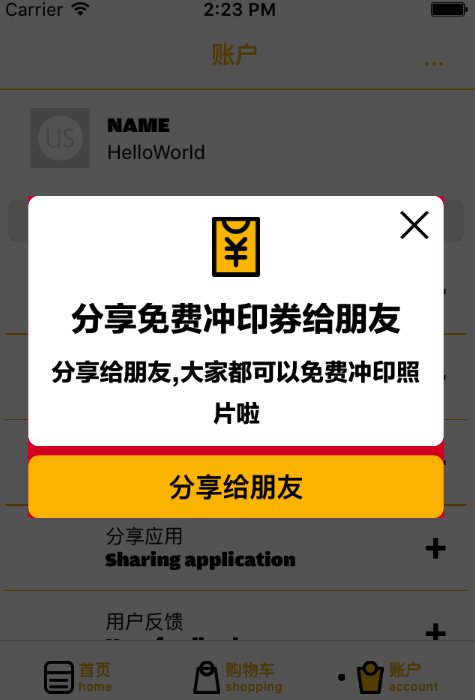 Carrier 2:23 PM
账户
...
US
NAME
HelloWorld
¥
分享免费冲印券给朋友
分享给朋友,大家都可以免费冲印照
片啦
分享给朋友
分享应用
Sharing application
用户反馈
首页
home
购物车
shopping
账户
account